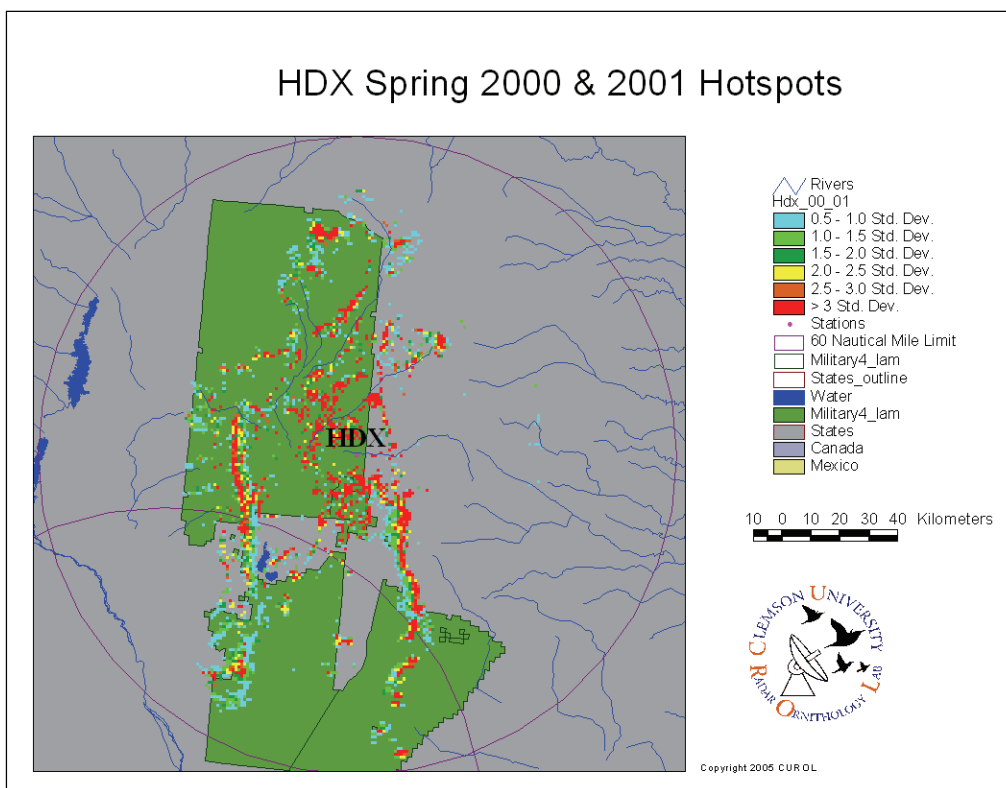 HDX Spring 2000 & 2001 Hotspots
HDX
Rivers
Hdx_00_01
0.5 - 1.0 Std. Dev.
1.0 - 1.5 Std. Dev.
1.5 - 2.0 Std. Dev.
2.0 - 2.5 Std. Dev.
2.5 - 3.0 Std. Dev.
> 3 Std. Dev.
Stations
60 Nautical Mile Limit
Military4_lam
States_outline
Water
Military4_lam
States
Canada
Mexico
10 0 10 20 30 40 Kilometers
CLEMSON UNIVERSITY
RADAR ORNITHOLOGY LAB
Copyright 2005 CUROL